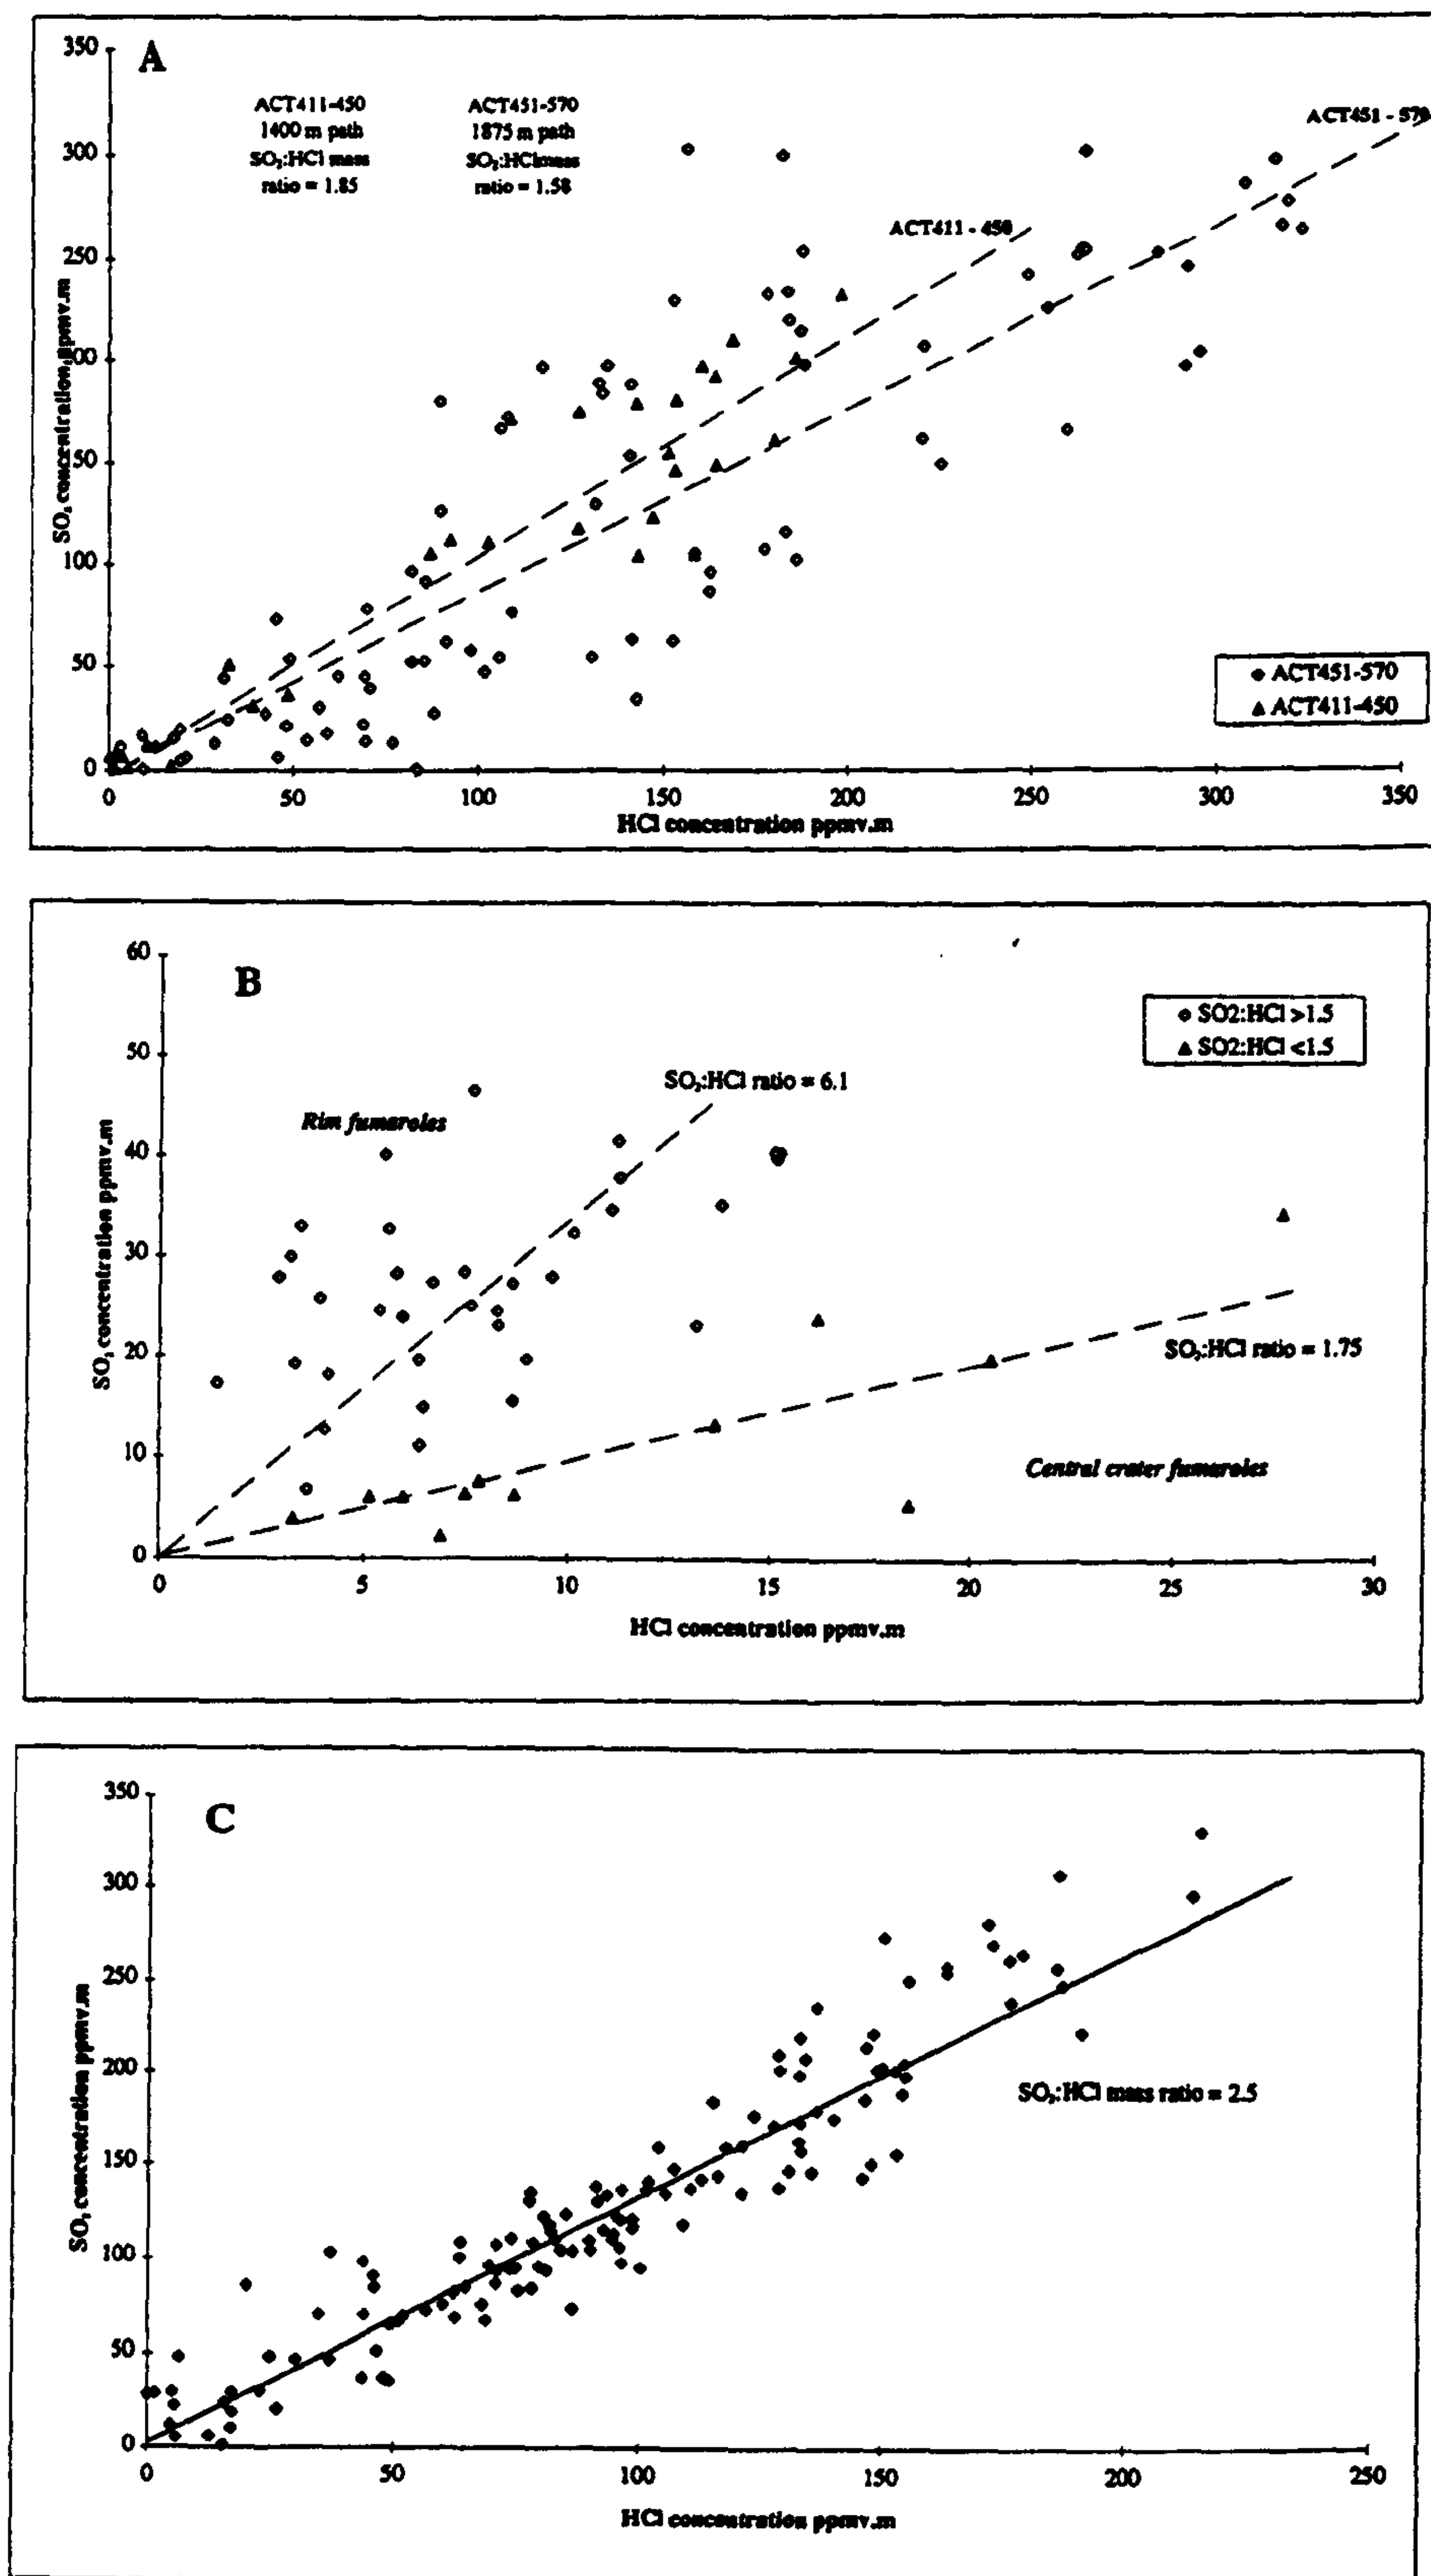 A
350
300
250
200
150
100
50
0
SO₂ concentration ppmv.m
ACT411-450
1400 m path
SO₂:HCl mass
ratio = 1.85
ACT451-570
1875 m path
SO₂:HCl mass
ratio = 1.58
ACT451 - 570
ACT411 - 450
ACT451-570
ACT411-450
0 50 100 150 200 250 300 350
HCl concentration ppmv.m
B
60
50
40
30
20
10
0
SO₂ concentration ppmv.m
SO2:HCl >1.5
SO2:HCl <1.5
SO₂:HCl ratio = 6.1
Rim fumaroles
SO₂:HCl ratio = 1.75
Central crater fumaroles
0 5 10 15 20 25 30
HCl concentration ppmv.m
C
350
300
250
200
150
100
50
0
SO₂ concentration ppmv.m
SO₂:HCl mass ratio = 2.5
0 50 100 150 200 250
HCl concentration ppmv.m